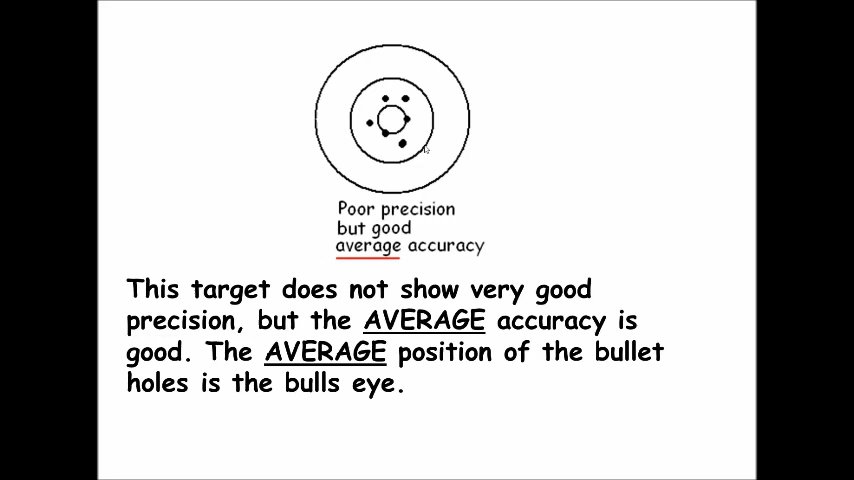 Poor precision
but good
average accuracy
This target does not show very good
precision, but the AVERAGE accuracy is
good. The AVERAGE position of the bullet
holes is the bulls eye.